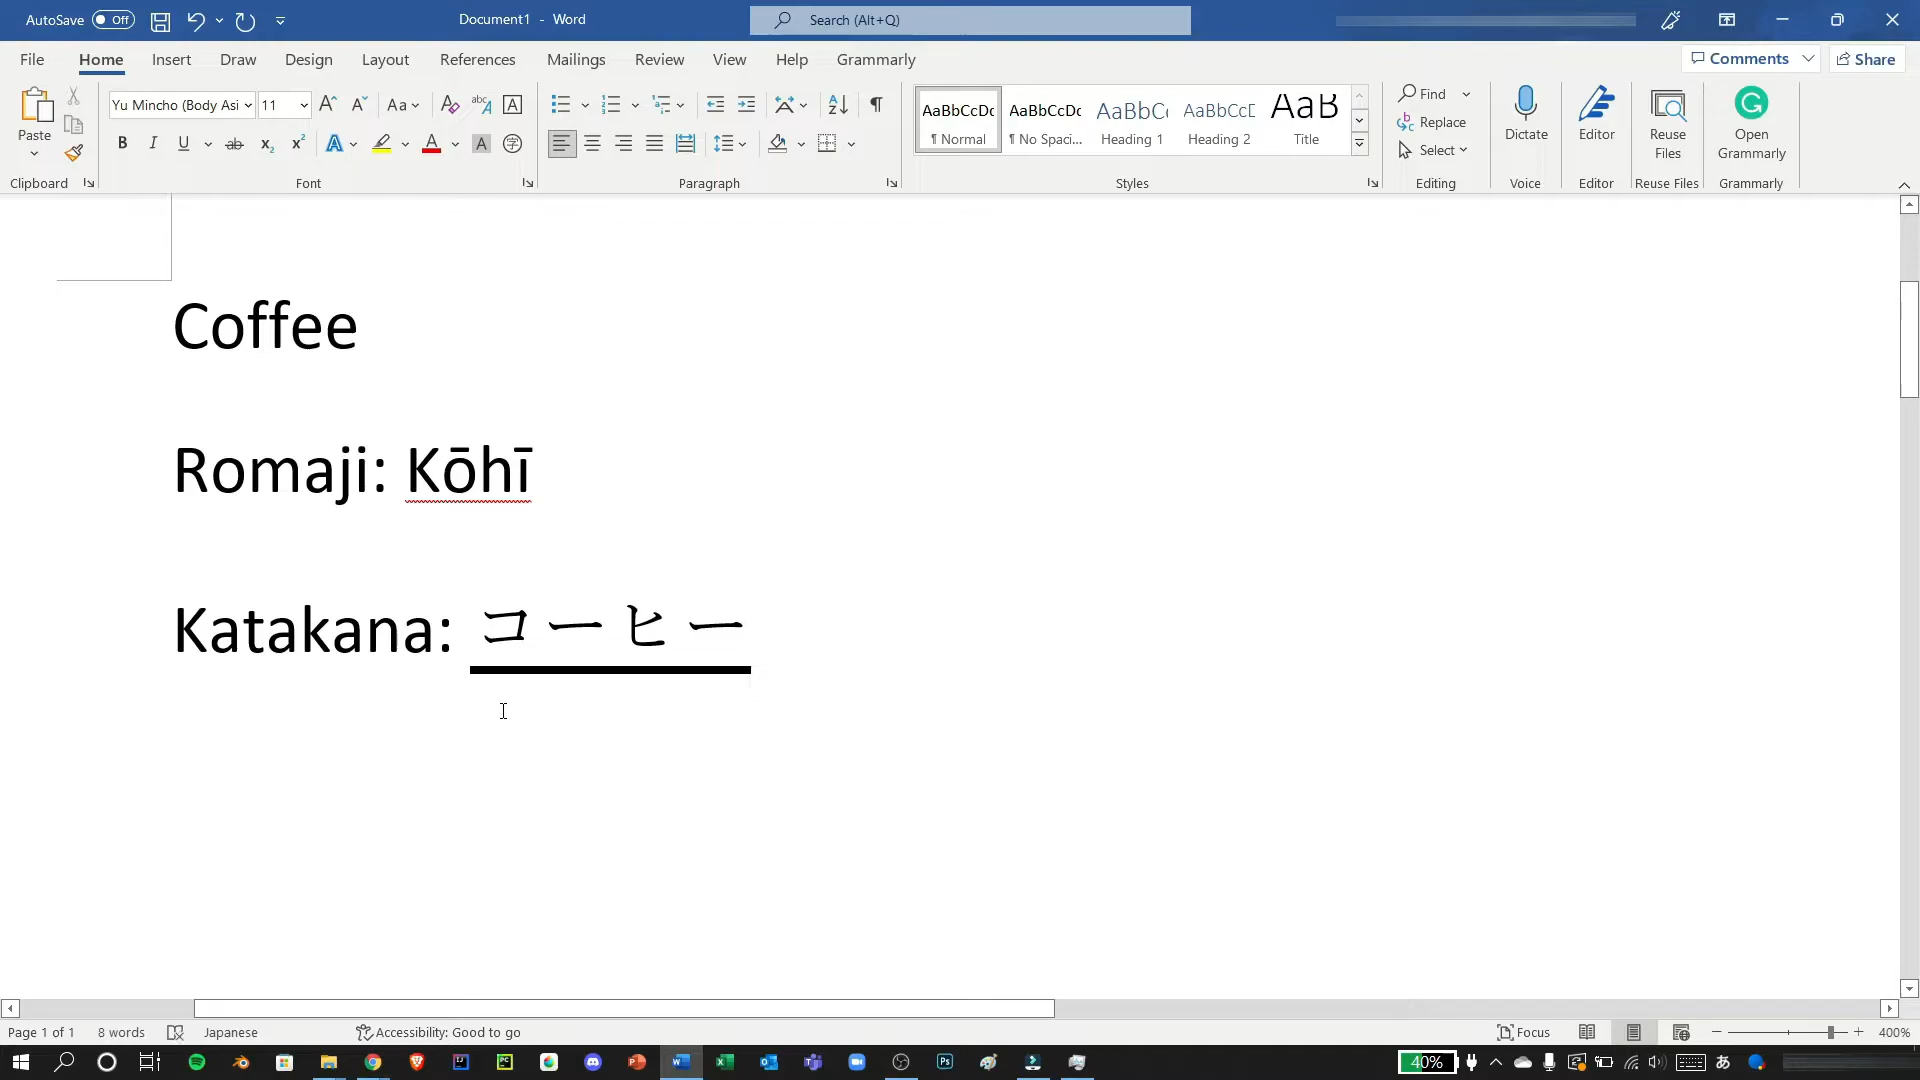 AutoSave Off Document1 - Word Search (Alt+Q)
File Home Insert Draw Design Layout References Mailings Review View Help Grammarly Comments Share
Paste
Clipboard
Yu Mincho (Body Asi 11
Font
Paragraph
AaBbCcDc AaBbCcDc AaBbC AaBbCcD AaB
¶ Normal ¶ No Spaci... Heading 1 Heading 2 Title
Styles
Find
Replace
Select
Editing
Dictate
Voice
Editor
Editor
Reuse Files
Reuse Files
Open Grammarly
Grammarly
Coffee
Romaji: Kōhī
Katakana: コーヒー
Page 1 of 1 8 words Japanese Accessibility: Good to go Focus 400%
40% あ